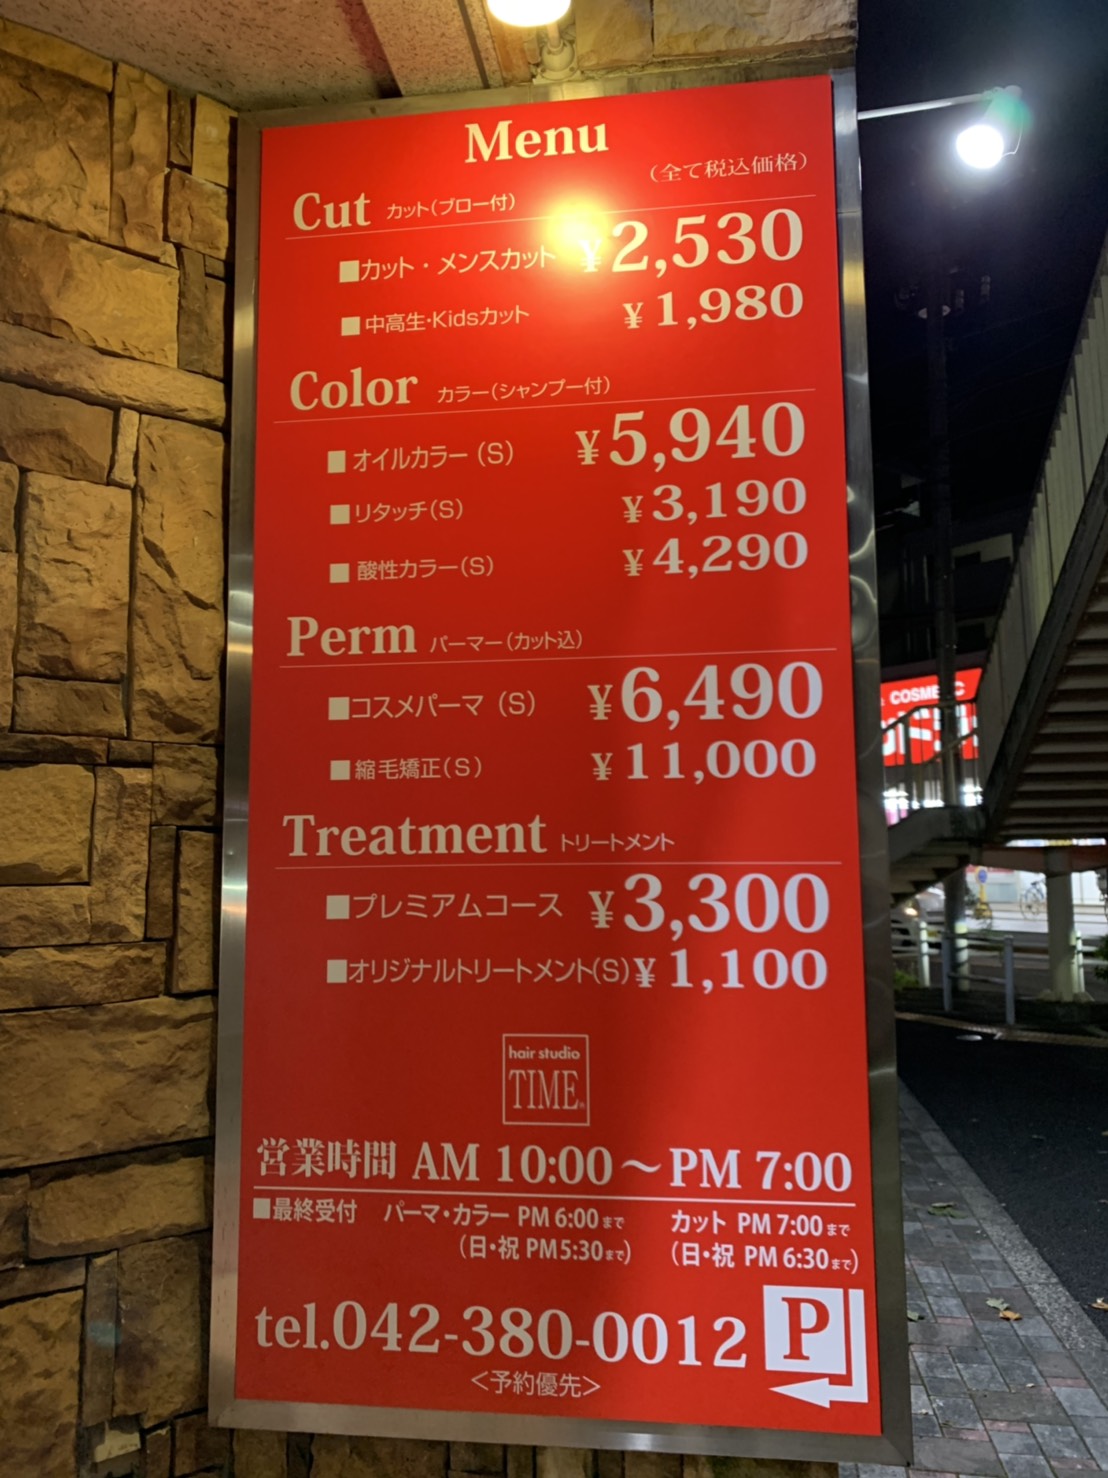 Menu
(全て税込価格)
Cut カット(ブロー付)
■カット・メンズカット ¥2,530
■中高生・Kidsカット ¥1,980
Color カラー(シャンプー付)
■オイルカラー(S) ¥5,940
■リタッチ(S) ¥3,190
■酸性カラー(S) ¥4,290
Perm パーマー(カット込)
■コスメパーマ(S) ¥6,490
■縮毛矯正(S) ¥11,000
Treatment トリートメント
■プレミアムコース ¥3,300
■オリジナルトリートメント(S) ¥1,100
hair studio
TIME
営業時間 AM 10:00～PM 7:00
■最終受付 パーマ・カラー PM 6:00まで カット PM 7:00まで
(日・祝 PM5:30まで) (日・祝 PM 6:30まで)
tel.042-380-0012 P
<予約優先>
COSMETIC